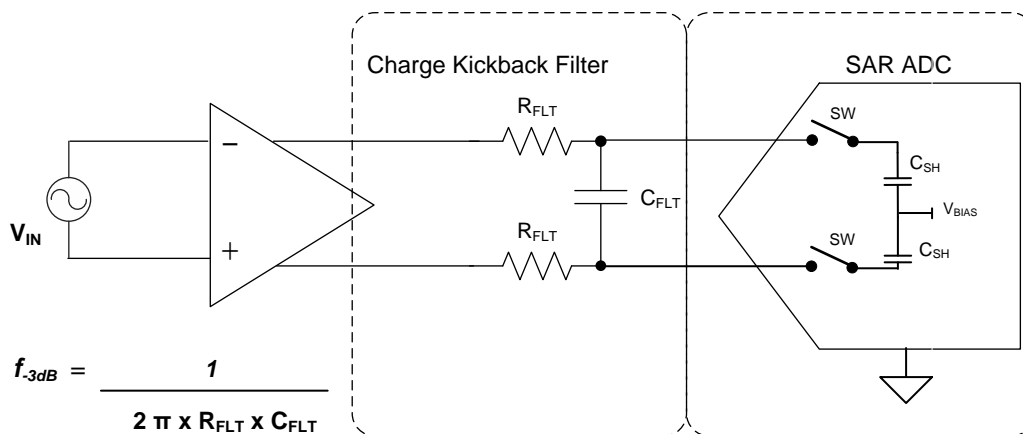 Charge Kickback Filter
SAR ADC
R_FLT
SW
C_SH
−
V_IN
C_FLT
V_BIAS
+
R_FLT
SW
C_SH
f_-3dB = 1
2 π x R_FLT x C_FLT